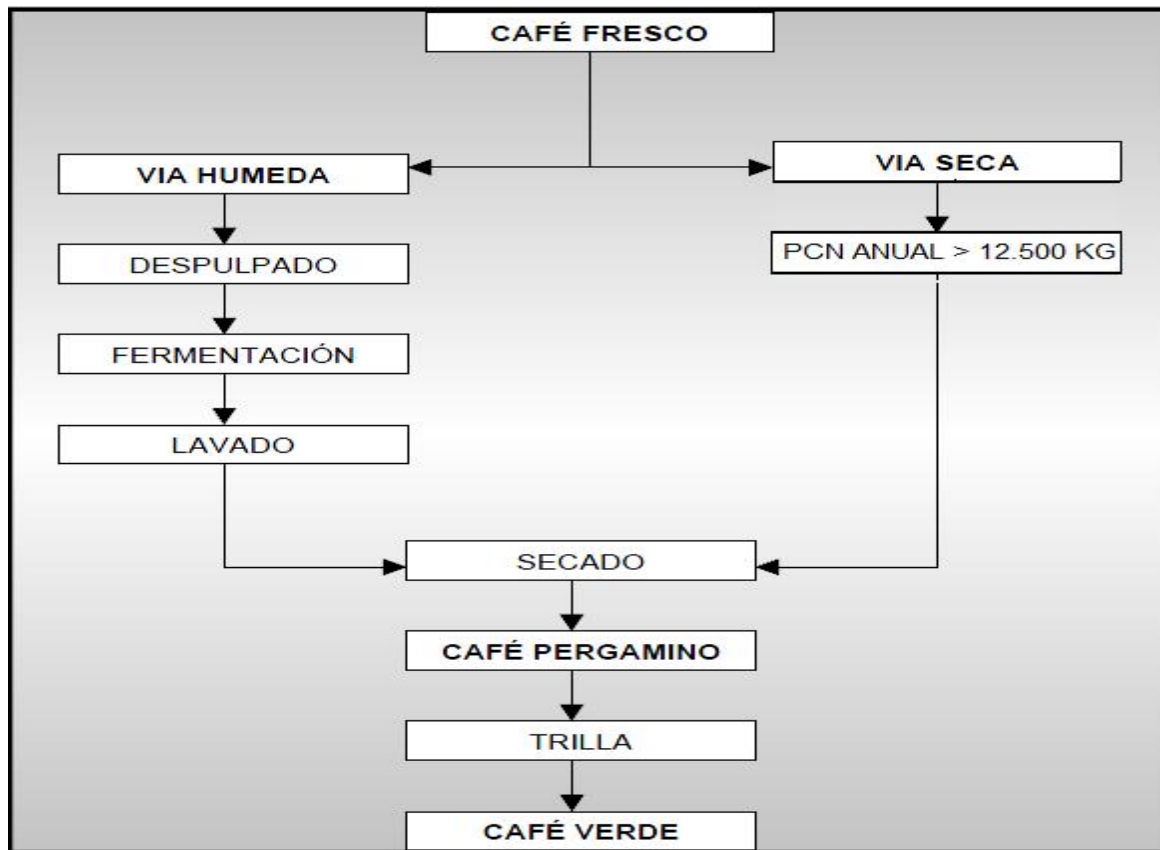 CAFÉ FRESCO
VIA HUMEDA
VIA SECA
DESPULPADO
PCN ANUAL > 12.500 KG
FERMENTACIÓN
LAVADO
SECADO
CAFÉ PERGAMINO
TRILLA
CAFÉ VERDE